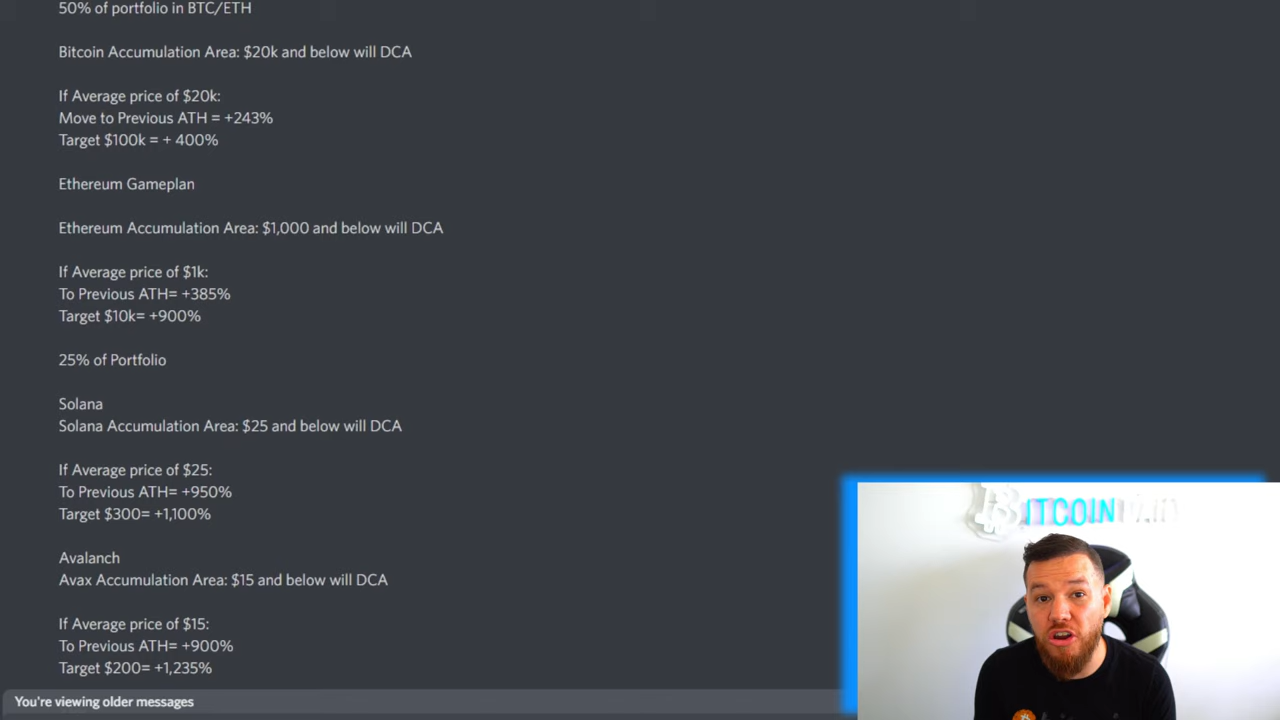 50% of portfolio in BTC/ETH
Bitcoin Accumulation Area: $20k and below will DCA
If Average price of $20k:
Move to Previous ATH = +243%
Target $100k = + 400%
Ethereum Gameplan
Ethereum Accumulation Area: $1,000 and below will DCA
If Average price of $1k:
To Previous ATH= +385%
Target $10k= +900%
25% of Portfolio
Solana
Solana Accumulation Area: $25 and below will DCA
If Average price of $25:
To Previous ATH= +950%
Target $300= +1,100%
Avalanch
Avax Accumulation Area: $15 and below will DCA
If Average price of $15:
To Previous ATH= +900%
Target $200= +1,235%
You're viewing older messages
BITCOIN